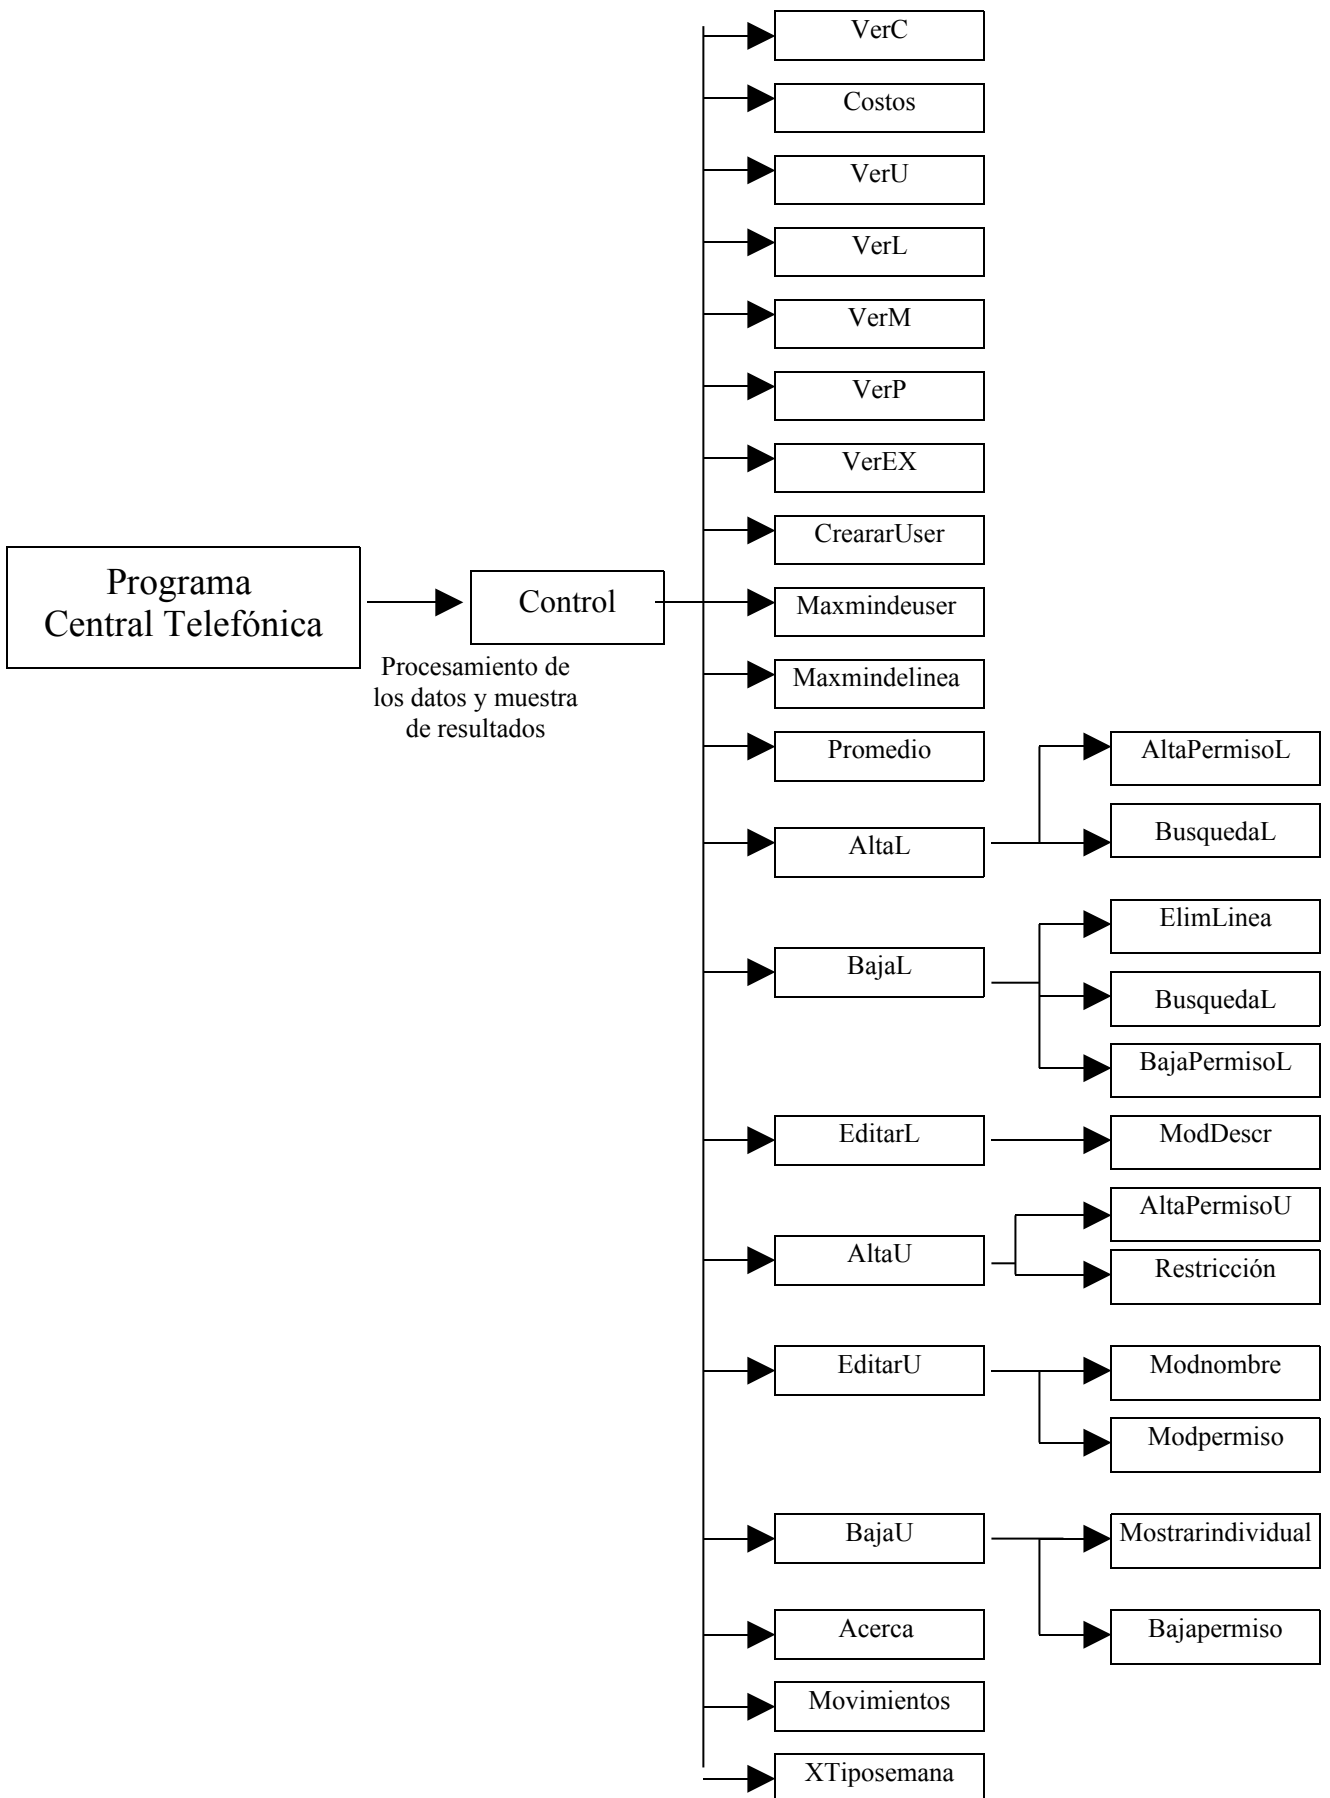 VerC
Costos
VerU
VerL
VerM
VerP
VerEX
CreararUser
Programa
Central Telefónica
Control
Procesamiento de
los datos y muestra
de resultados
Maxmindeuser
Maxmindelinea
Promedio
AltaPermisoL
AltaL
BusquedaL
ElimLinea
BajaL
BusquedaL
BajaPermisoL
EditarL
ModDescr
AltaPermisoU
AltaU
Restricción
EditarU
Modnombre
Modpermiso
BajaU
Mostrarindividual
Acerca
Bajapermiso
Movimientos
XTiposemana